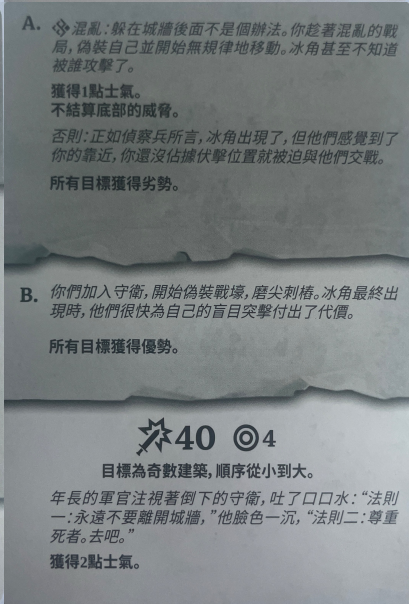 A. 混亂：躲在城牆後面不是個辦法。你趁著混亂的戰
局，偽裝自己並開始無規律地移動。冰角甚至不知道
被誰攻擊了。
獲得1點士氣。
不結算底部的威脅。
否則：正如偵察兵所言，冰角出現了，但他們感覺到了
你的靠近，你還沒佔據伏擊位置就被迫與他們交戰。
所有目標獲得劣勢。
B. 你們加入守衛，開始偽裝戰壕，磨尖刺樁。冰角最終出
現時，他們很快為自己的盲目突擊付出了代價。
所有目標獲得優勢。
40 4
目標為奇數建築，順序從小到大。
年長的軍官注視著倒下的守衛，吐了口口水：“法則
一：永遠不要離開城牆，”他臉色一沉，“法則二：尊重
死者。去吧。”
獲得2點士氣。